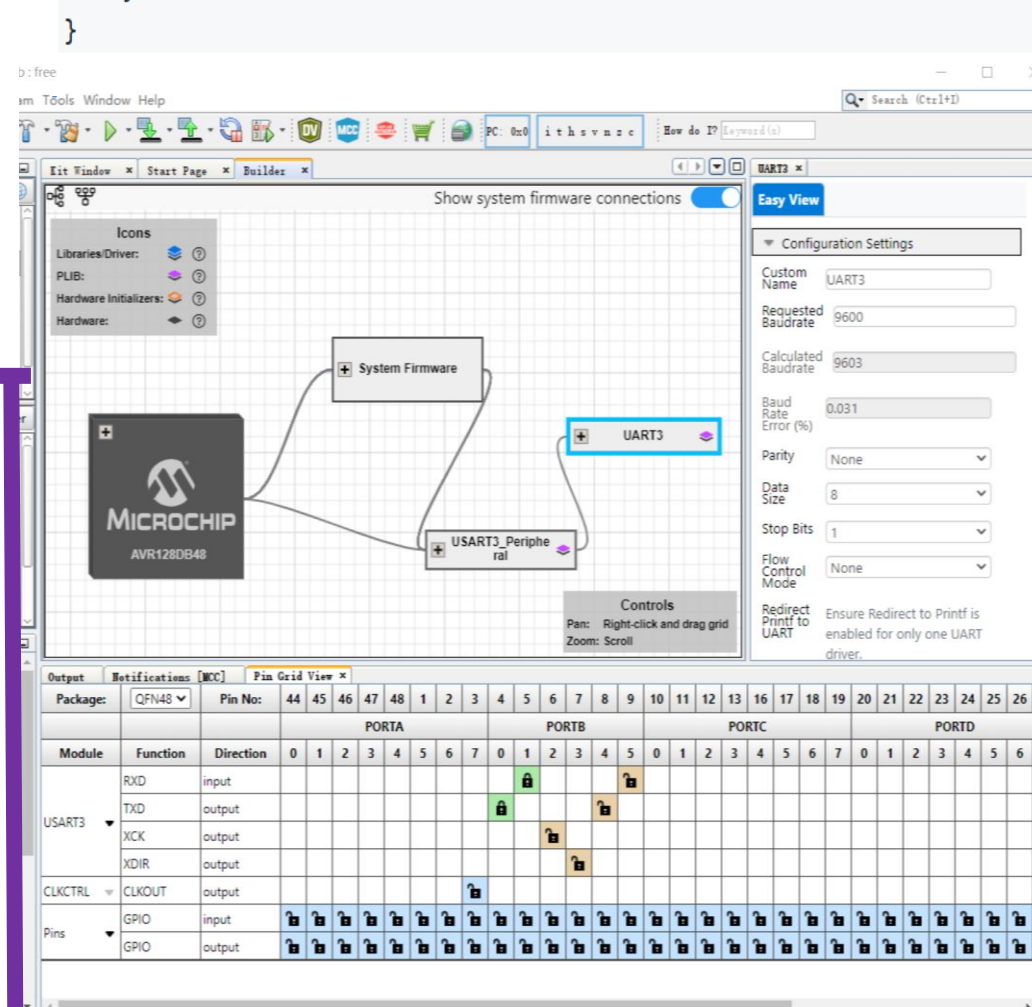 }
b : free
am Tools Window Help
Search (Ctrl+I)
DV MCC PC: 0x0 i t h s v n z c How do I? Keyword(s)
Kit Window x Start Page x Builder x
UART3 x
Show system firmware connections
Easy View
Icons
Libraries/Driver: ?
PLIB: ?
Hardware Initializers: ?
Hardware: ?
Configuration Settings
Custom Name UART3
Requested Baudrate 9600
Calculated Baudrate 9603
Baud Rate Error (%) 0.031
Parity None
Data Size 8
Stop Bits 1
Flow Control Mode None
Redirect Printf to UART Ensure Redirect to Printf is enabled for only one UART driver.
System Firmware
UART3
MICROCHIP
AVR128DB48
USART3_Periphe
ral
Controls
Pan: Right-click and drag grid
Zoom: Scroll
Output Notifications [MCC] Pin Grid View x
Package: QFN48 Pin No: 44 45 46 47 48 1 2 3 4 5 6 7 8 9 10 11 12 13 16 17 18 19 20 21 22 23 24 25 26
PORTA PORTB PORTC PORTD
Module Function Direction 0 1 2 3 4 5 6 7 0 1 2 3 4 5 0 1 2 3 4 5 6 7 0 1 2 3 4 5 6
USART3 RXD input
TXD output
XCK output
XDIR output
CLKCTRL CLKOUT output
Pins GPIO input
GPIO output